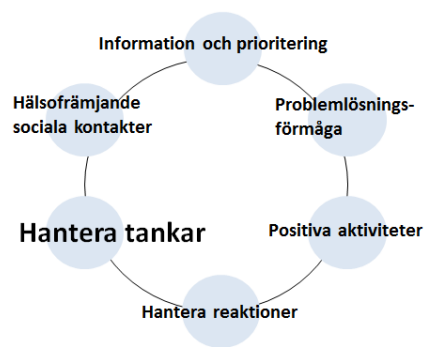 Information och prioritering
Hälsofrämjande
sociala kontakter
Problemlösnings-
förmåga
Hantera tankar
Positiva aktiviteter
Hantera reaktioner